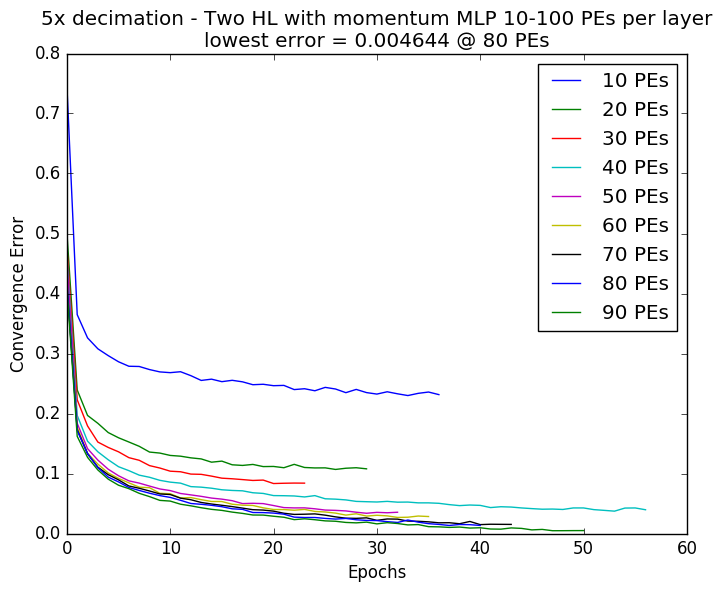 5x decimation - Two HL with momentum MLP 10-100 PEs per layer
lowest error = 0.004644 @ 80 PEs
0.8
0.7
0.6
0.5
0.4
0.3
0.2
0.1
0.0
Convergence Error
10 PEs
20 PEs
30 PEs
40 PEs
50 PEs
60 PEs
70 PEs
80 PEs
90 PEs
0 10 20 30 40 50 60
Epochs